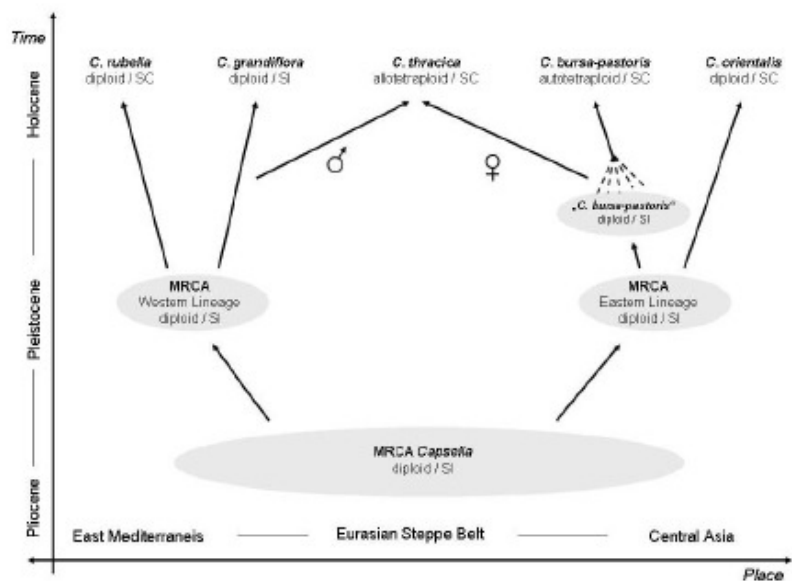 Time
C. rubella
diploid / SC
C. grandiflora
diploid / SI
C. thracica
allotetraploid / SC
C. bursa-pastoris
autotetraploid / SC
C. orientalis
diploid / SC
Holocene
♂
♀
„C. bursa-pastoris“
diploid / SI
Pleistocene
MRCA
Western Lineage
diploid / SI
MRCA
Eastern Lineage
diploid / SI
MRCA Capsella
diploid / SI
Pliocene
East Mediterraneis
Eurasian Steppe Belt
Central Asia
Place